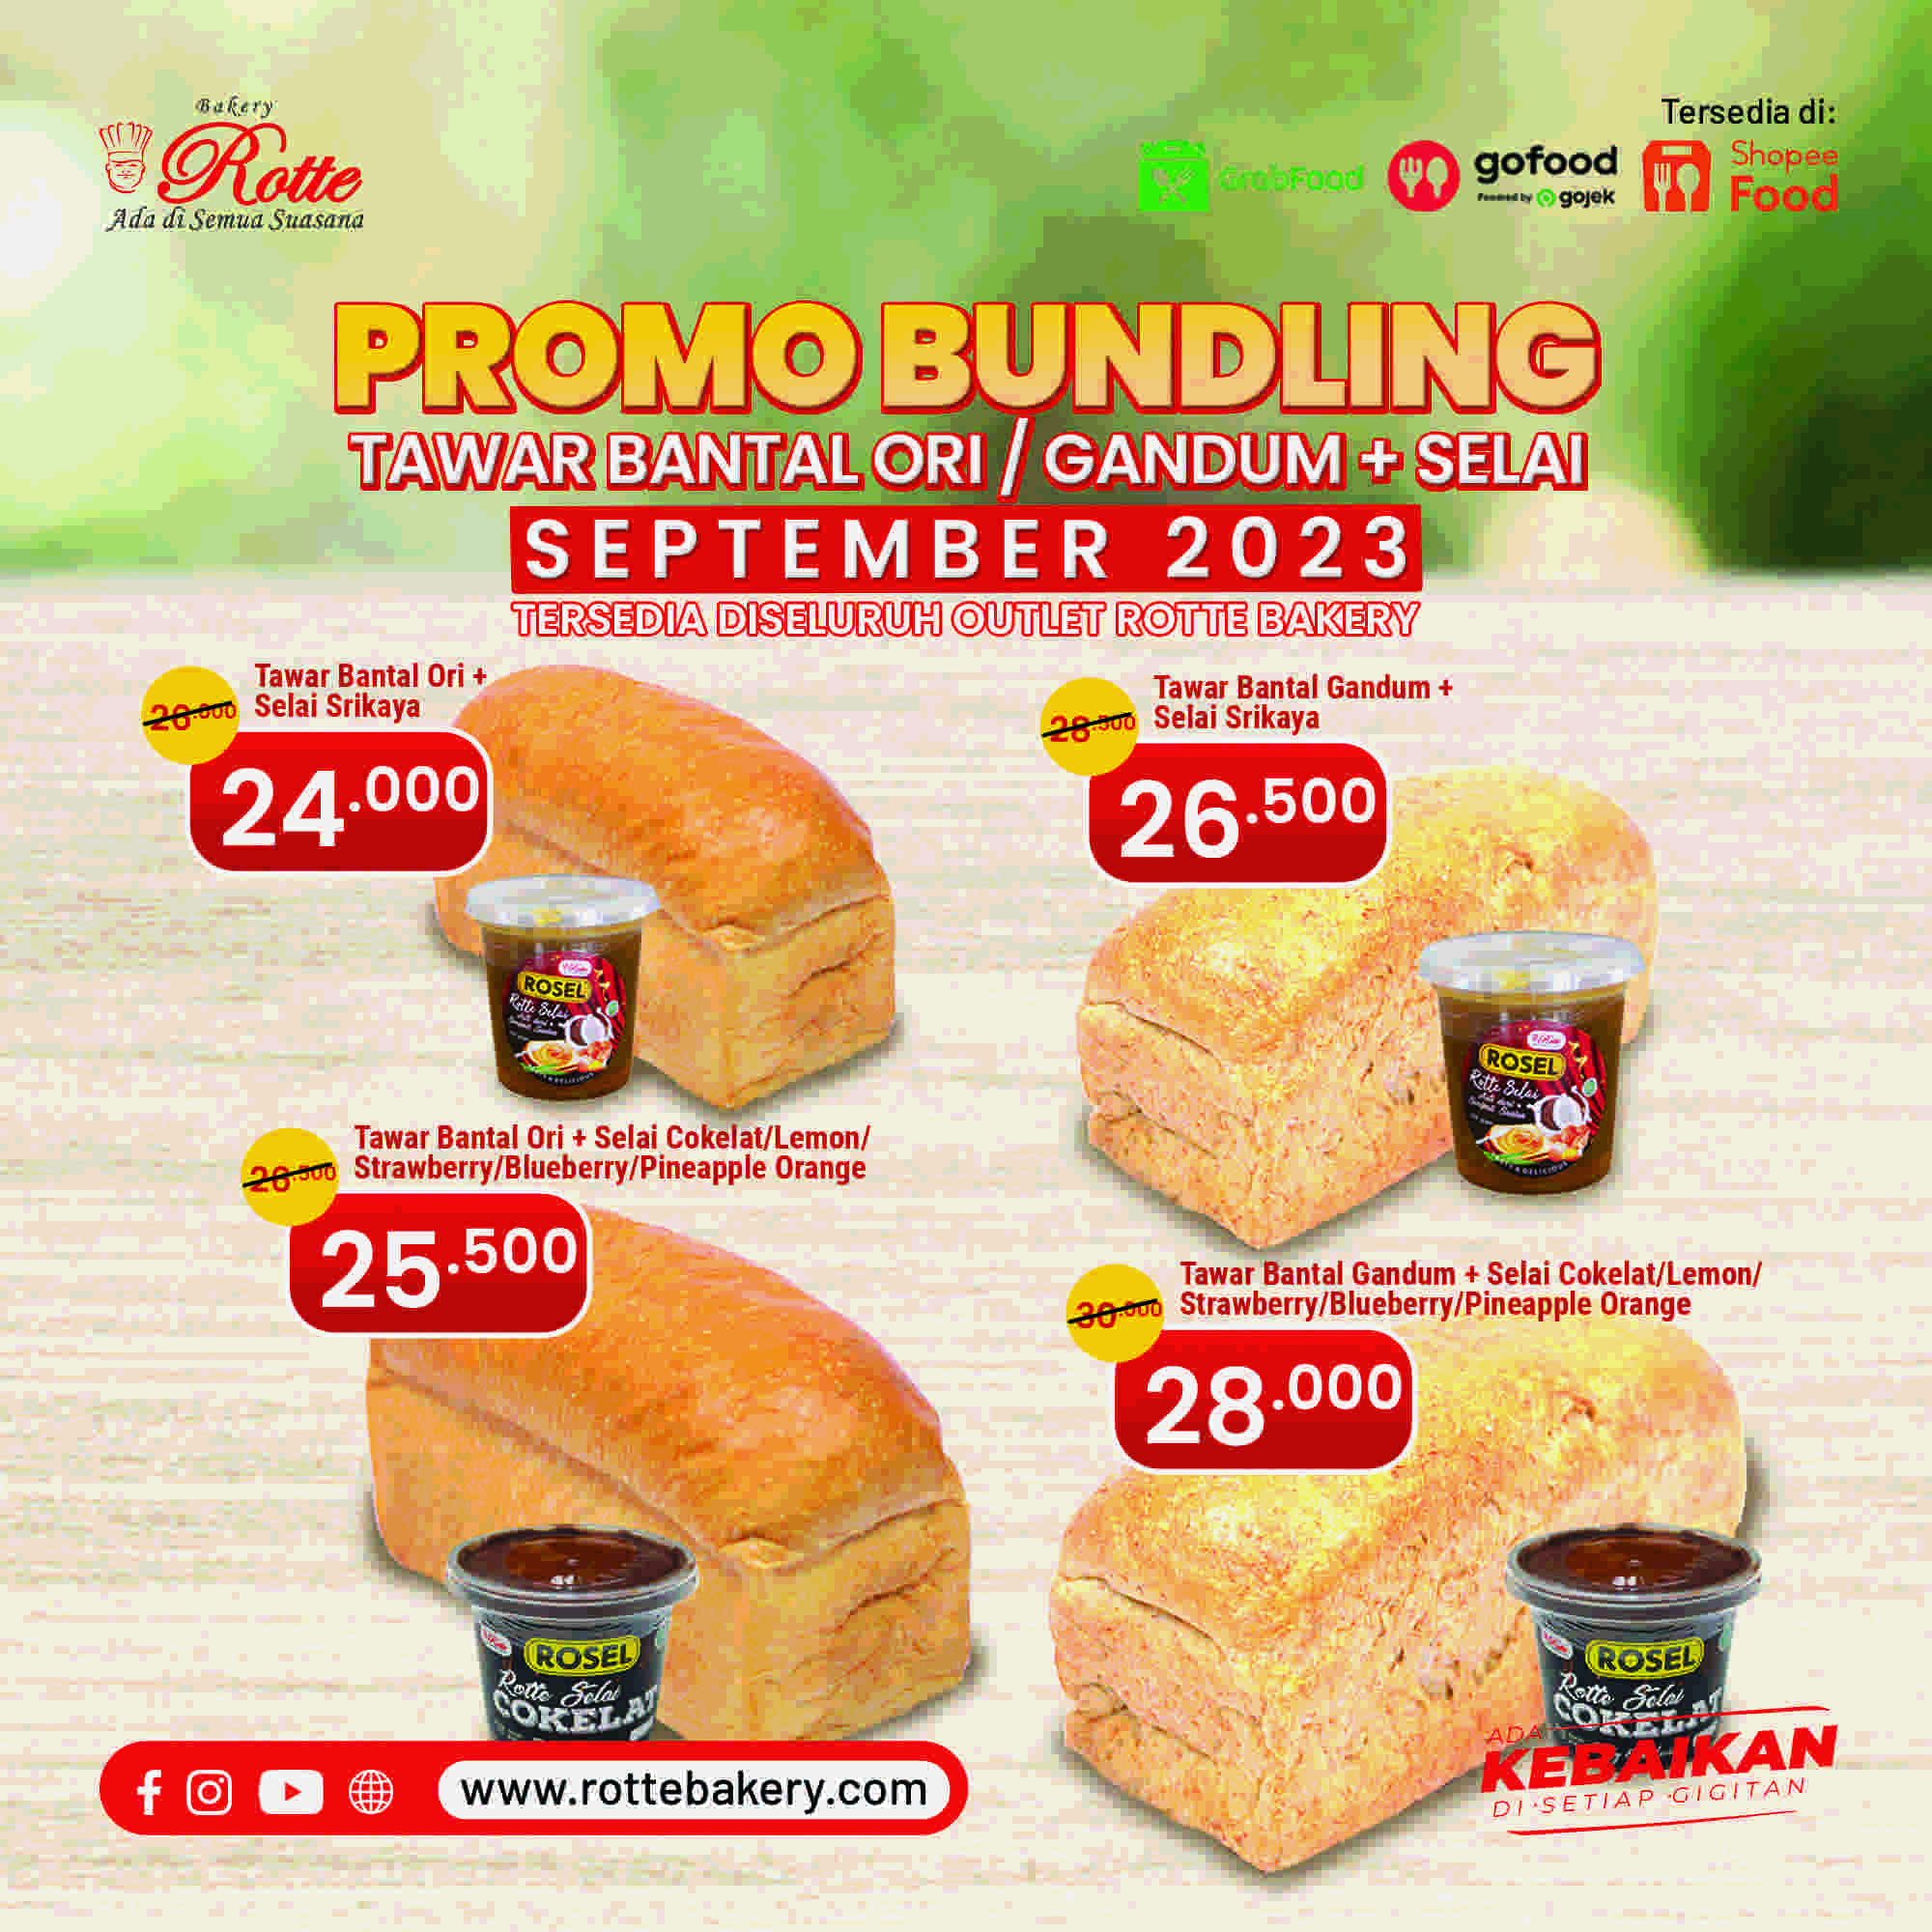 Bakery
Rotte
Ada di Semua Suasana
Tersedia di:
GrabFood
gofood
Powered by gojek
Shopee
Food
PROMO BUNDLING
TAWAR BANTAL ORI / GANDUM + SELAI
SEPTEMBER 2023
TERSEDIA DISELURUH OUTLET ROTTE BAKERY
Tawar Bantal Ori +
Selai Srikaya
26.000
24.000
Tawar Bantal Gandum +
Selai Srikaya
28.500
26.500
ROSEL
Rotte Selai
ROSEL
Rotte Selai
Tawar Bantal Ori + Selai Cokelat/Lemon/
Strawberry/Blueberry/Pineapple Orange
26.500
25.500
Tawar Bantal Gandum + Selai Cokelat/Lemon/
Strawberry/Blueberry/Pineapple Orange
30.000
28.000
ROSEL
Rotte Selai
COKELAT
ROSEL
Rotte Selai
COKELAT
www.rottebakery.com
ADA
KEBAIKAN
DI SETIAP GIGITAN